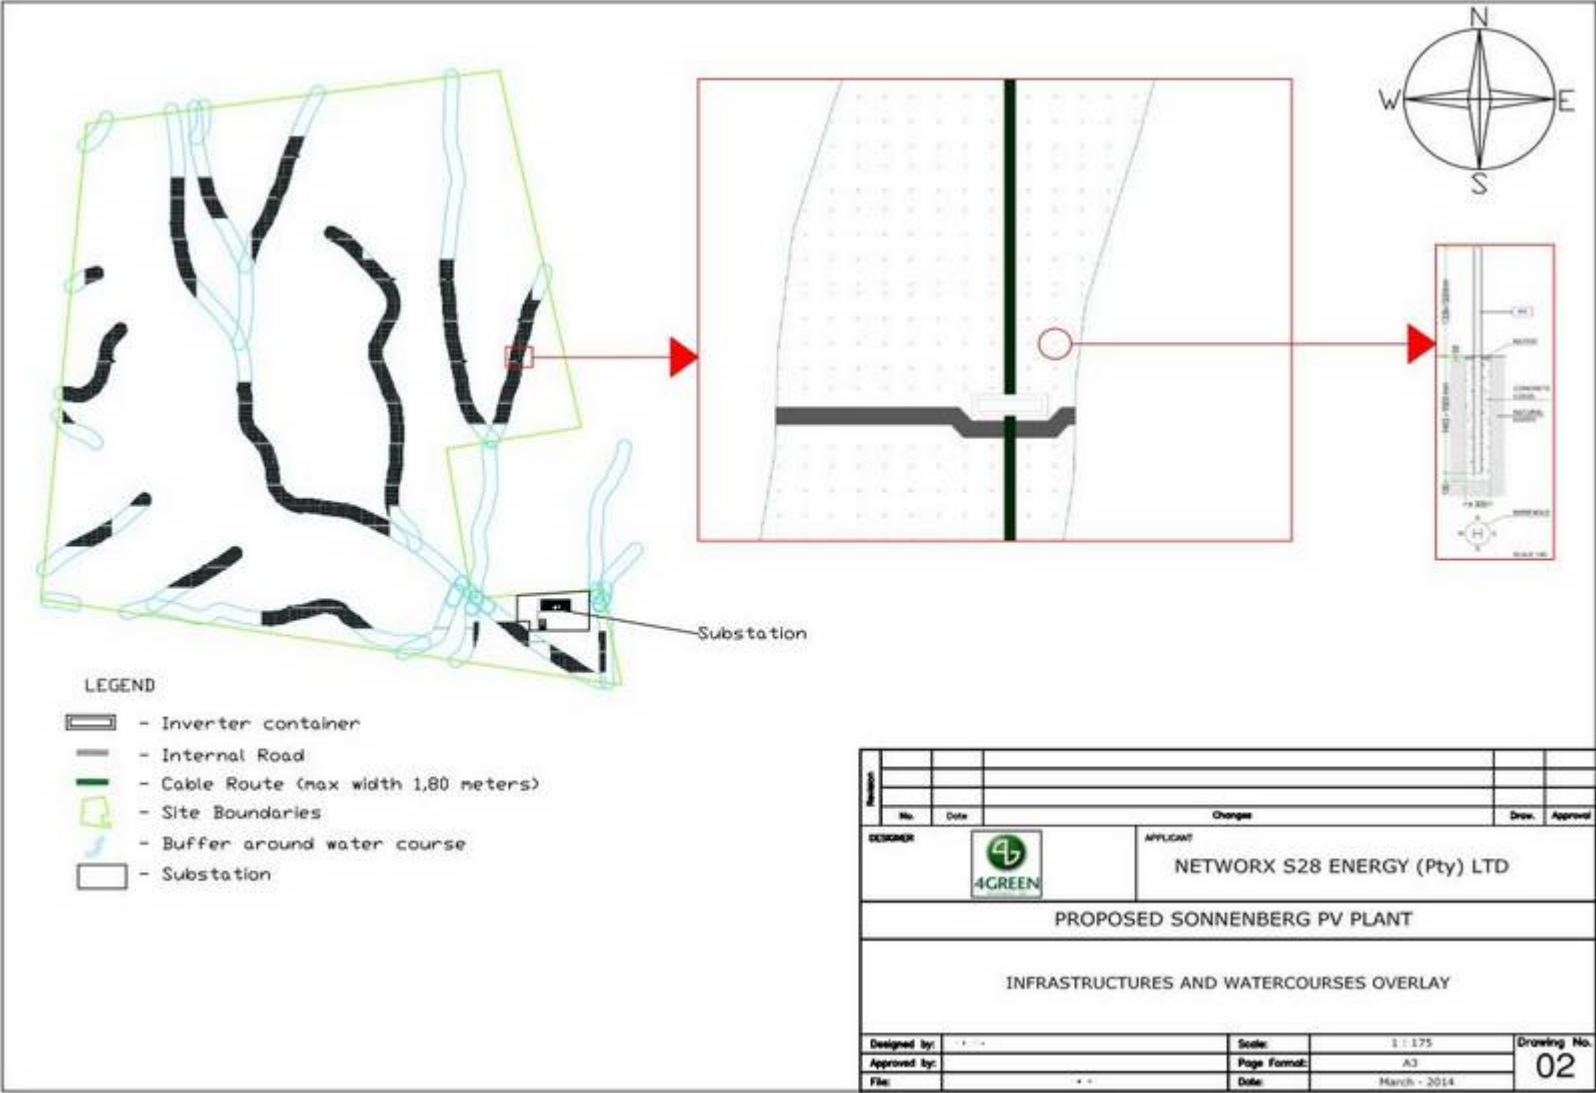 N
W
E
S
Substation
LEGEND
- Inverter container
- Internal Road
- Cable Route (max width 1,80 meters)
- Site Boundaries
- Buffer around water course
- Substation
Revision
No.
Date
Changes
Draw.
Approval
DESIGNER
4GREEN
APPLICANT
NETWORX S28 ENERGY (Pty) LTD
PROPOSED SONNENBERG PV PLANT
INFRASTRUCTURES AND WATERCOURSES OVERLAY
Designed by:
Scale:
1 : 175
Approved by:
Page Format:
A3
File:
Date:
March - 2014
Drawing No.
02